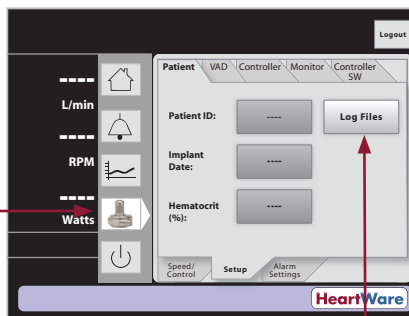 Logout
Patient VAD Controller Monitor Controller SW
----
L/min
----
RPM
----
Watts
Patient ID: ---- Log Files
Implant Date: ----
Hematocrit (%): ----
Speed/ Control Setup Alarm Settings
HeartWare